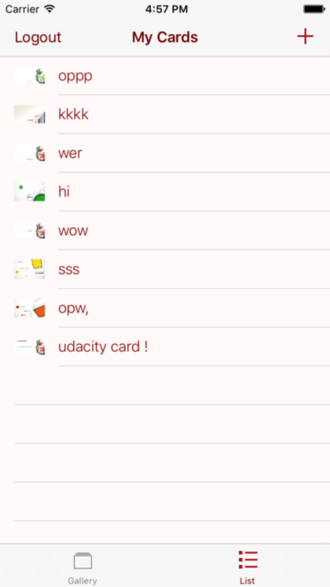 Carrier 4:57 PM
Logout My Cards +
oppp
kkkk
wer
hi
wow
sss
opw,
udacity card !
Gallery List